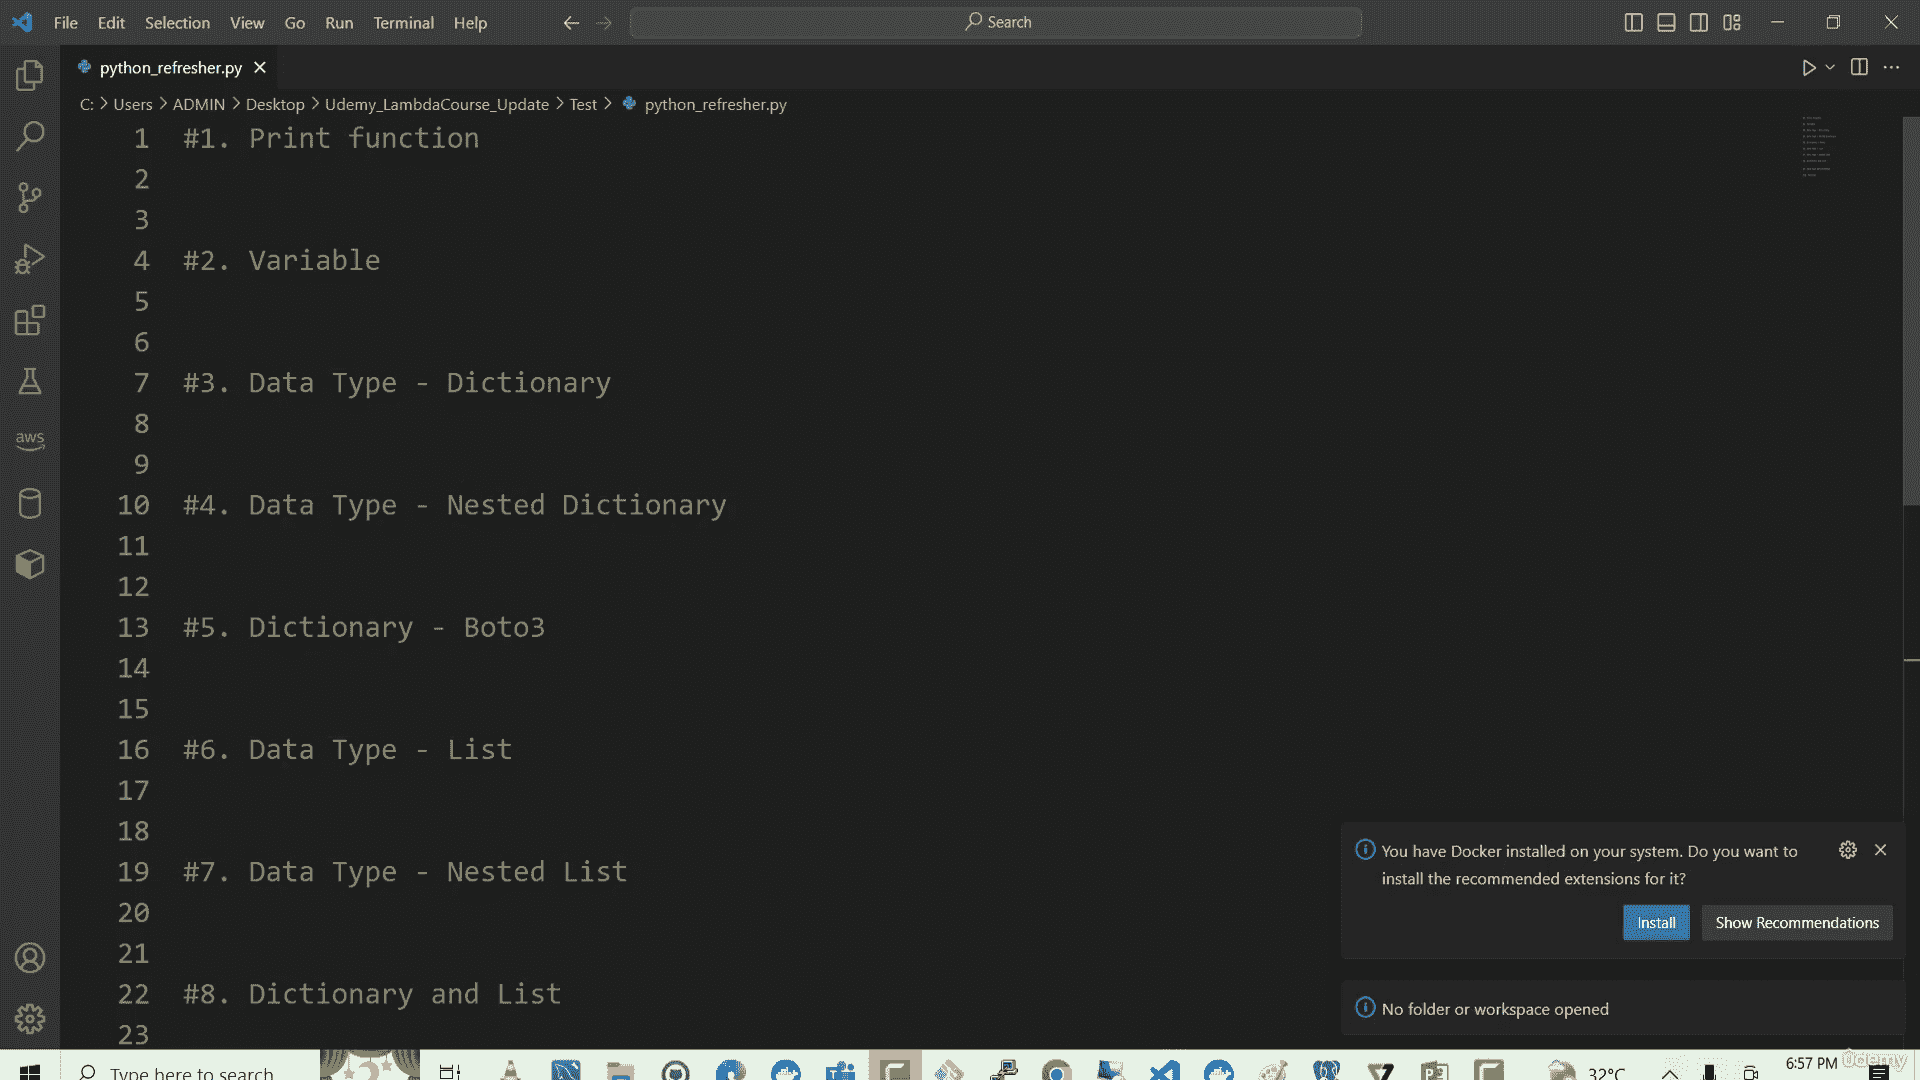 File Edit Selection View Go Run Terminal Help
Search
python_refresher.py
C: > Users > ADMIN > Desktop > Udemy_LambdaCourse_Update > Test > python_refresher.py
1 #1. Print function
2
3
4 #2. Variable
5
6
7 #3. Data Type - Dictionary
8
9
10 #4. Data Type - Nested Dictionary
11
12
13 #5. Dictionary - Boto3
14
15
16 #6. Data Type - List
17
18
19 #7. Data Type - Nested List
20
21
22 #8. Dictionary and List
23
aws
You have Docker installed on your system. Do you want to
install the recommended extensions for it?
Install
Show Recommendations
No folder or workspace opened
Type here to search
32°C
6:57 PM
Udemy